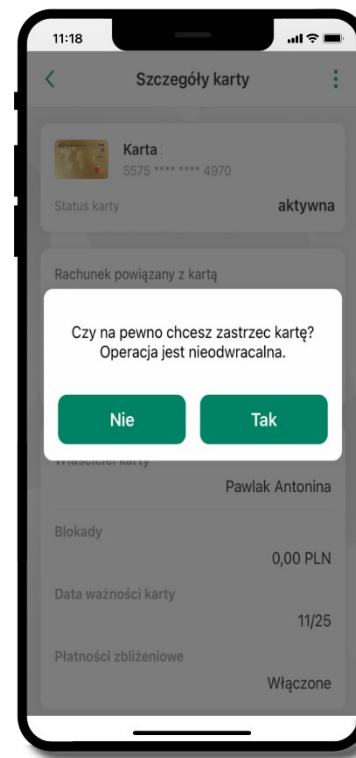 11:18
Szczegóły karty
Karta :
5575 **** **** 4970
Status karty
aktywna
Rachunek powiązany z kartą
Czy na pewno chcesz zastrzec kartę?
Operacja jest nieodwracalna.
Nie
Tak
Właściciel karty
Pawlak Antonina
Blokady
0,00 PLN
Data ważności karty
11/25
Płatności zbliżeniowe
Włączone